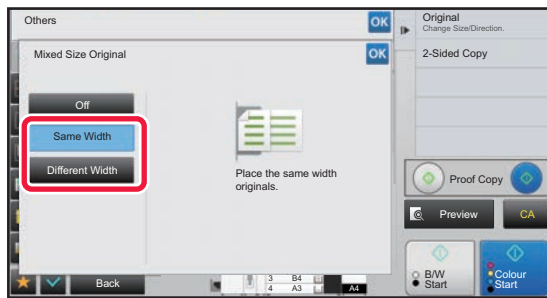 Others
OK
Original
Change Size/Direction.
Mixed Size Original
OK
2-Sided Copy
Off
Same Width
Different Width
Place the same width
originals.
Proof Copy
Preview
CA
Back
3 B4
4 A3
A4
B/W
Start
Colour
Start